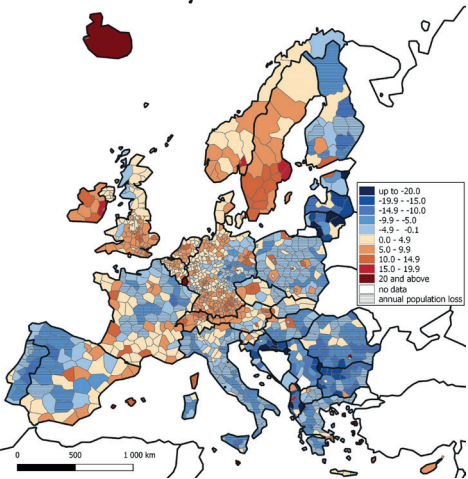 up to -20.0
-19.9 - -15.0
-14.9 - -10.0
-9.9 - -5.0
-4.9 - -0.1
0.0 - 4.9
5.0 - 9.9
10.0 - 14.9
15.0 - 19.9
20 and above
no data
annual population loss
0 500 1 000 km